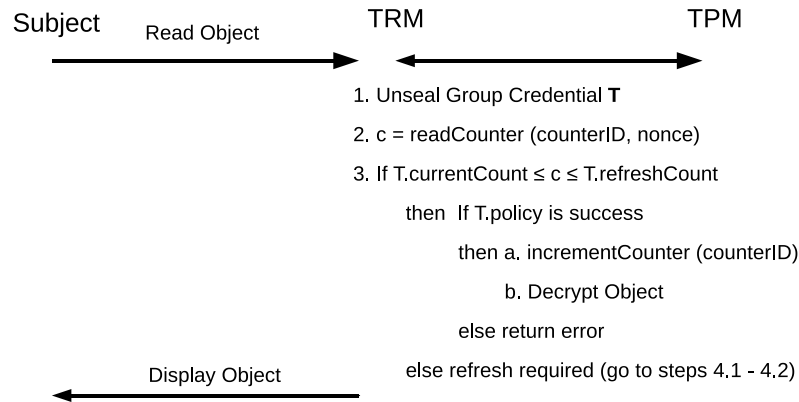 Subject
TRM
TPM
Read Object
1. Unseal Group Credential T
2. c = readCounter (counterID, nonce)
3. If T.currentCount ≤ c ≤ T.refreshCount
then If T.policy is success
then a. incrementCounter (counterID)
b. Decrypt Object
else return error
else refresh required (go to steps 4.1 - 4.2)
Display Object